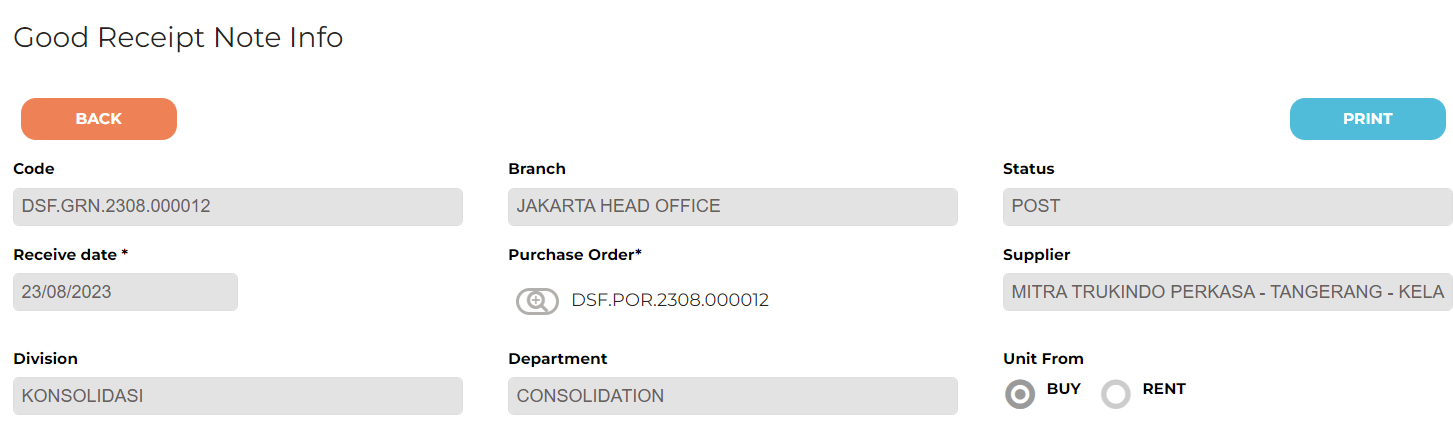 Good Receipt Note Info
BACK PRINT
Code Branch Status
DSF.GRN.2308.000012 JAKARTA HEAD OFFICE POST
Receive date * Purchase Order* Supplier
23/08/2023 DSF.POR.2308.000012 MITRA TRUKINDO PERKASA - TANGERANG - KELA
Division Department Unit From
KONSOLIDASI CONSOLIDATION BUY RENT